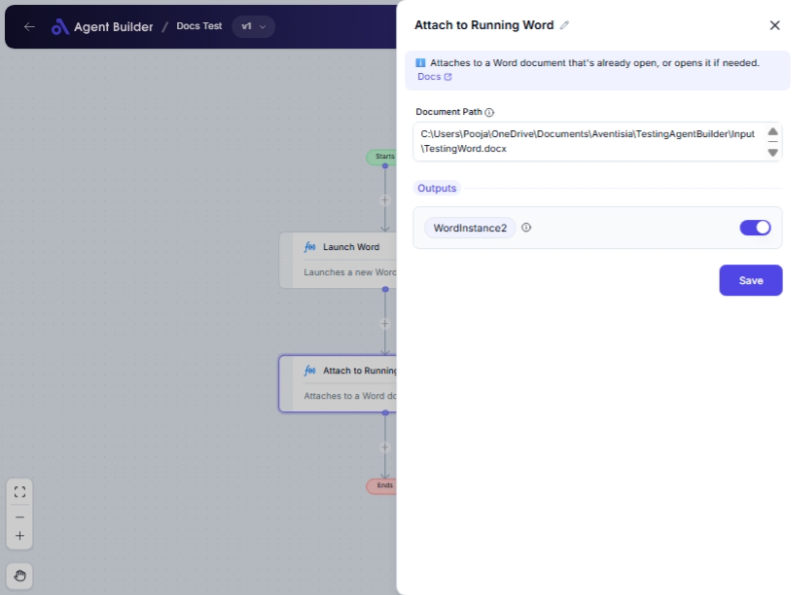 Agent Builder / Docs Test v1
Starts
Launch Word
Launches a new Word
Attach to Running
Attaches to a Word do
Ends
Attach to Running Word
Attaches to a Word document that's already open, or opens it if needed.
Docs
Document Path
C:\Users\Pooja\OneDrive\Documents\Aventisia\TestingAgentBuilder\Input
\TestingWord.docx
Outputs
WordInstance2
Save